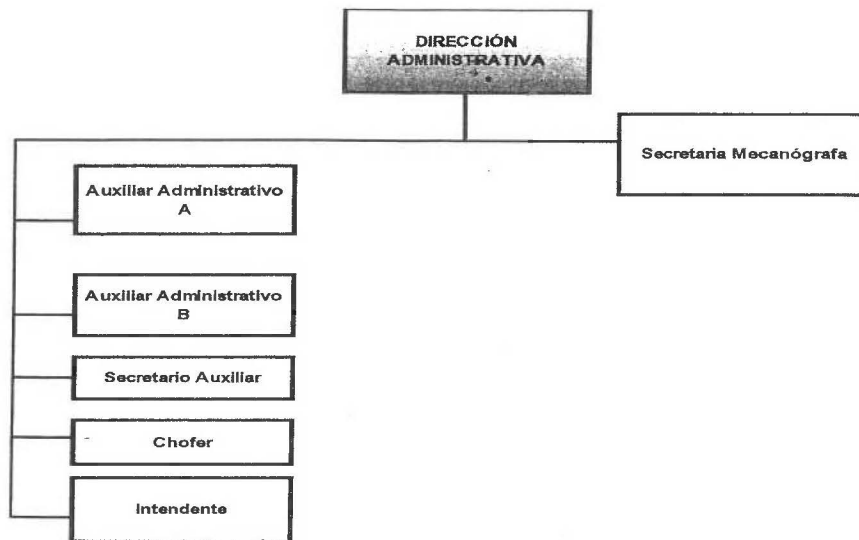 DIRECCIÓN
ADMINISTRATIVA
Secretaria Mecanógrafa
Auxiliar Administrativo
A
Auxiliar Administrativo
B
Secretario Auxiliar
Chofer
Intendente